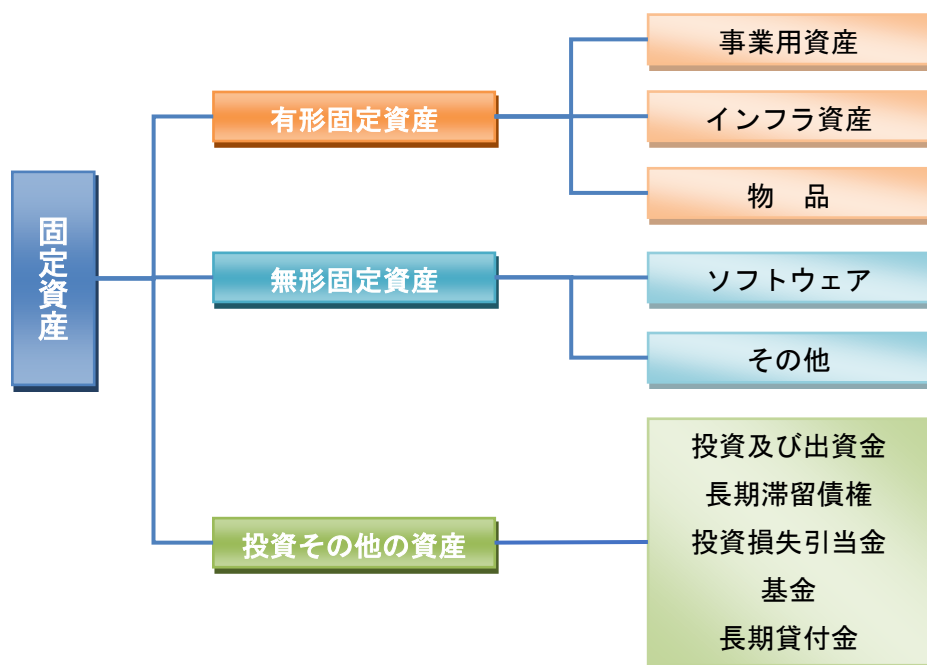 固定資産
有形固定資産
事業用資産
インフラ資産
物　品
無形固定資産
ソフトウェア
その他
投資その他の資産
投資及び出資金
長期滞留債権
投資損失引当金
基金
長期貸付金